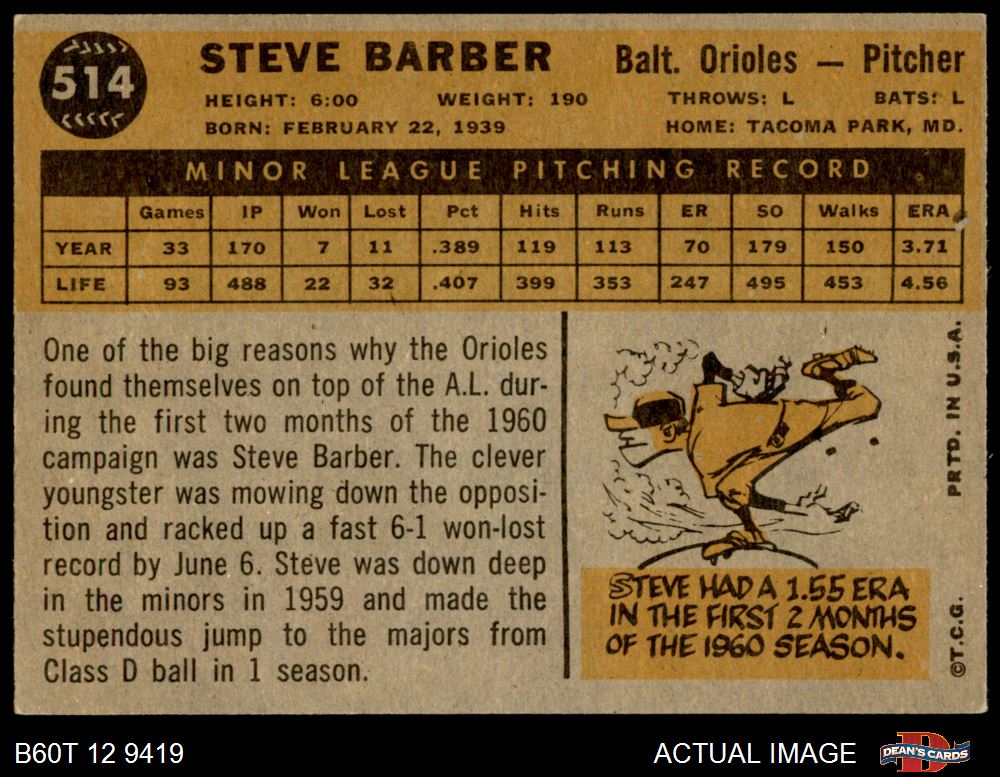 514
STEVE BARBER
Balt. Orioles — Pitcher
HEIGHT: 6:00 WEIGHT: 190 THROWS: L BATS: L
BORN: FEBRUARY 22, 1939 HOME: TACOMA PARK, MD.
MINOR LEAGUE PITCHING RECORD
Games IP Won Lost Pct Hits Runs ER SO Walks ERA
YEAR 33 170 7 11 .389 119 113 70 179 150 3.71
LIFE 93 488 22 32 .407 399 353 247 495 453 4.56
One of the big reasons why the Orioles
found themselves on top of the A.L. dur-
ing the first two months of the 1960
campaign was Steve Barber. The clever
youngster was mowing down the opposi-
tion and racked up a fast 6-1 won-lost
record by June 6. Steve was down deep
in the minors in 1959 and made the
stupendous jump to the majors from
Class D ball in 1 season.
STEVE HAD A 1.55 ERA
IN THE FIRST 2 MONTHS
OF THE 1960 SEASON.
©T.C.G. PRTD. IN U.S.A.
B60T 12 9419
ACTUAL IMAGE
DEAN'S CARDS